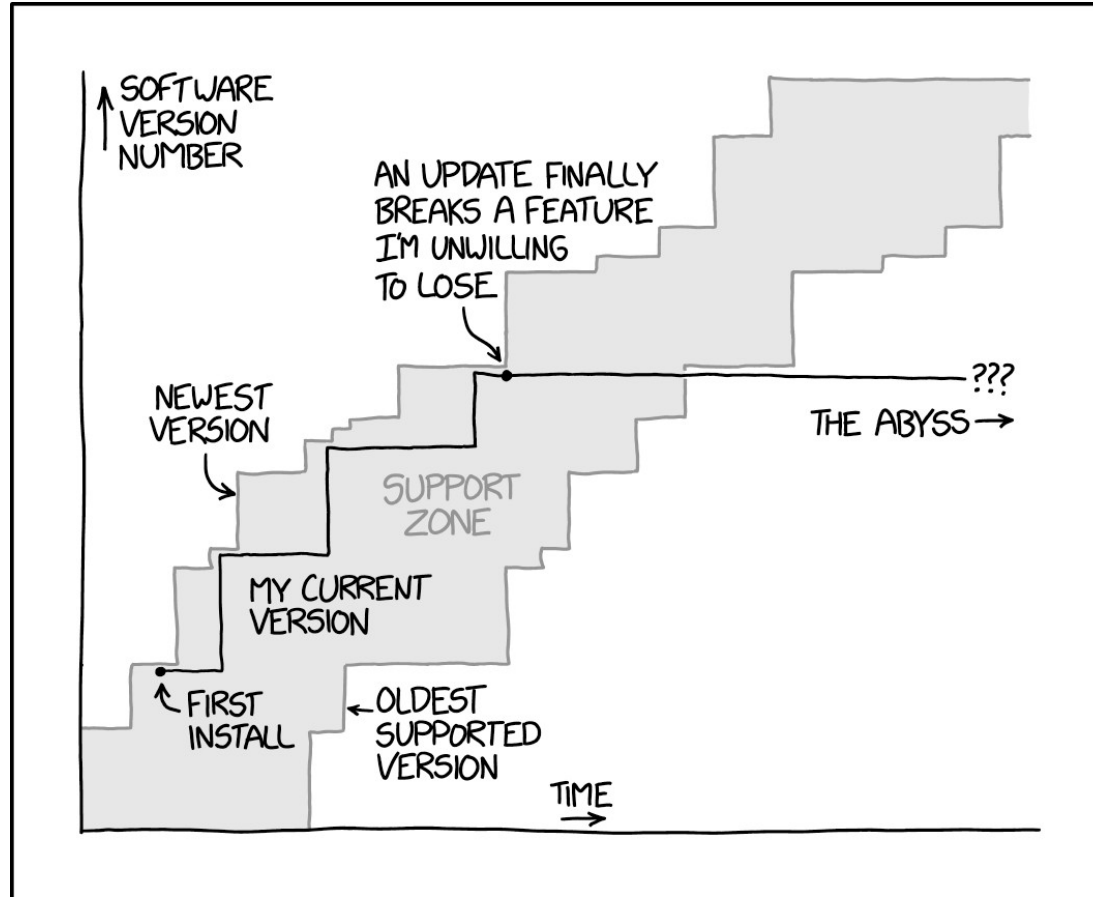 SOFTWARE
VERSION
NUMBER
AN UPDATE FINALLY
BREAKS A FEATURE
I'M UNWILLING
TO LOSE
NEWEST
VERSION
???
THE ABYSS
SUPPORT
ZONE
MY CURRENT
VERSION
FIRST
INSTALL
OLDEST
SUPPORTED
VERSION
TIME